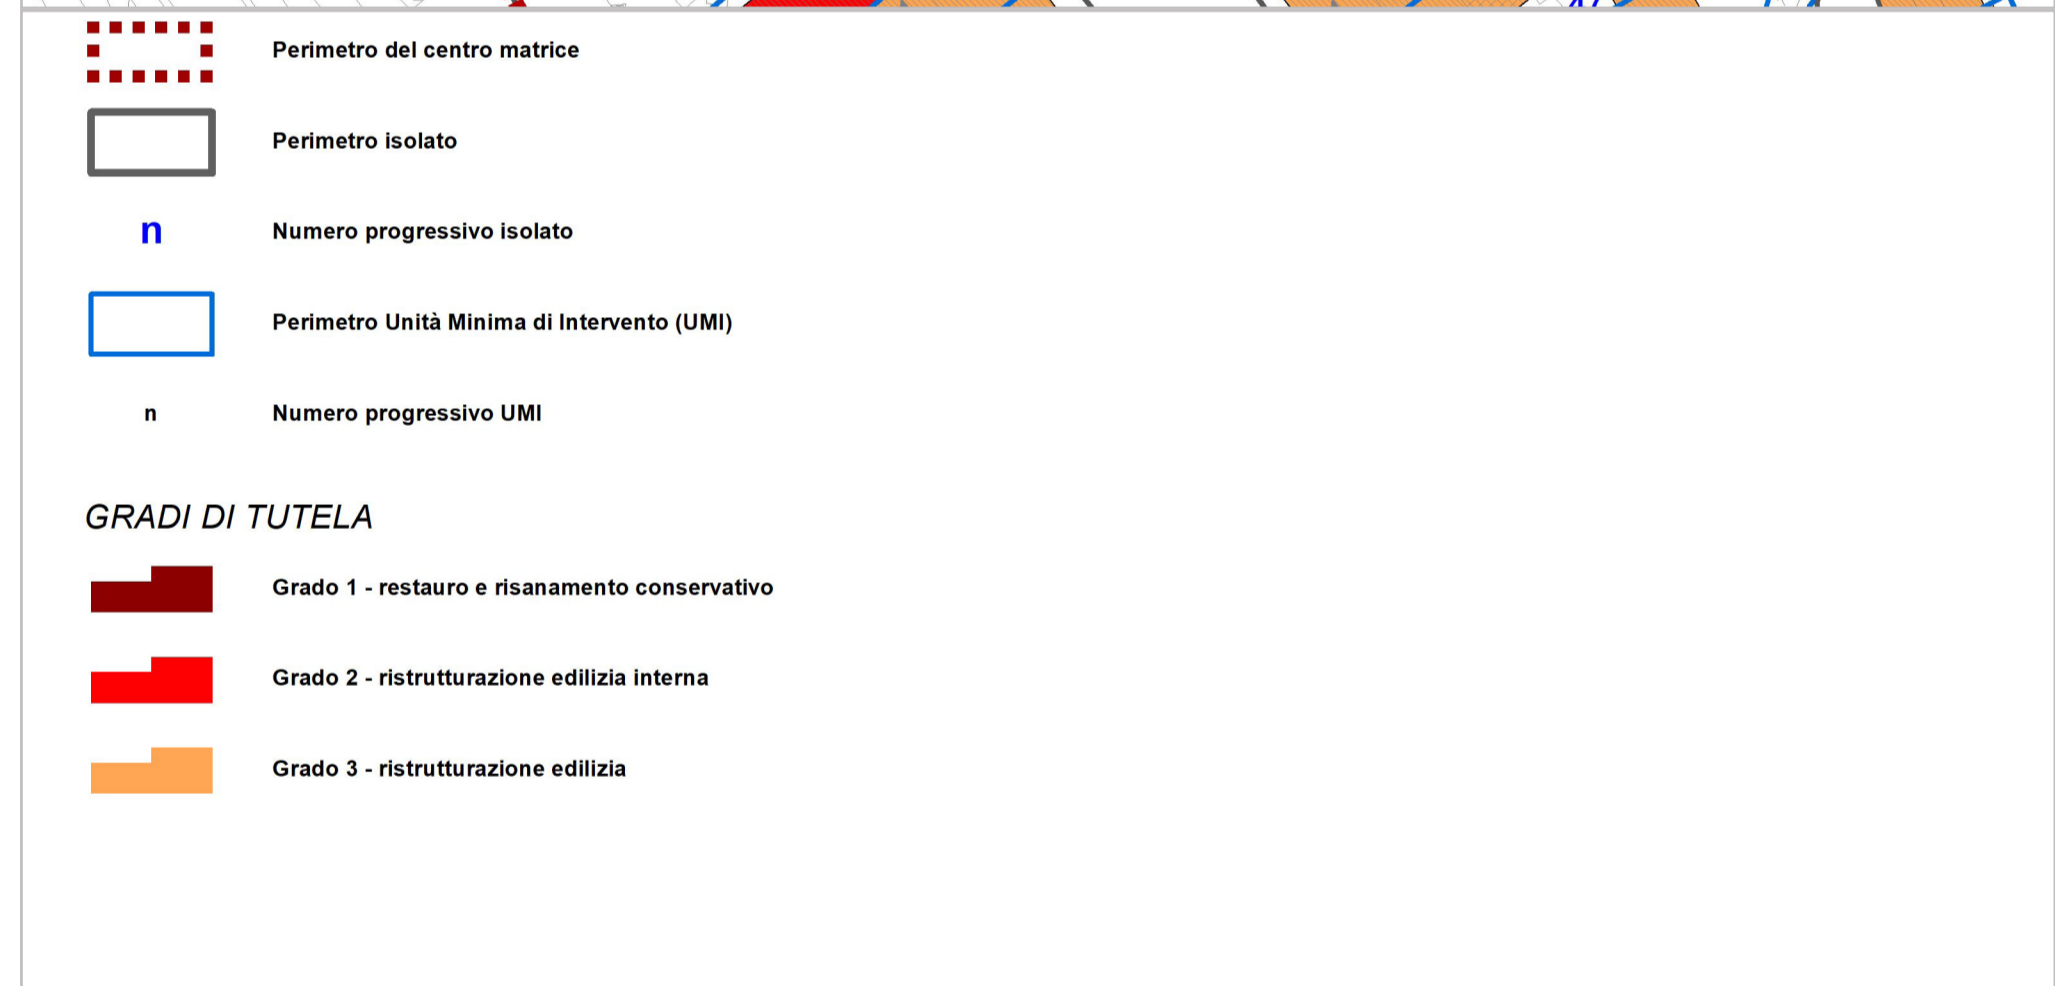 Perimetro del centro matrice
Perimetro isolato
n Numero progressivo isolato
Perimetro Unità Minima di Intervento (UMI)
n Numero progressivo UMI
GRADI DI TUTELA
Grado 1 - restauro e risanamento conservativo
Grado 2 - ristrutturazione edilizia interna
Grado 3 - ristrutturazione edilizia